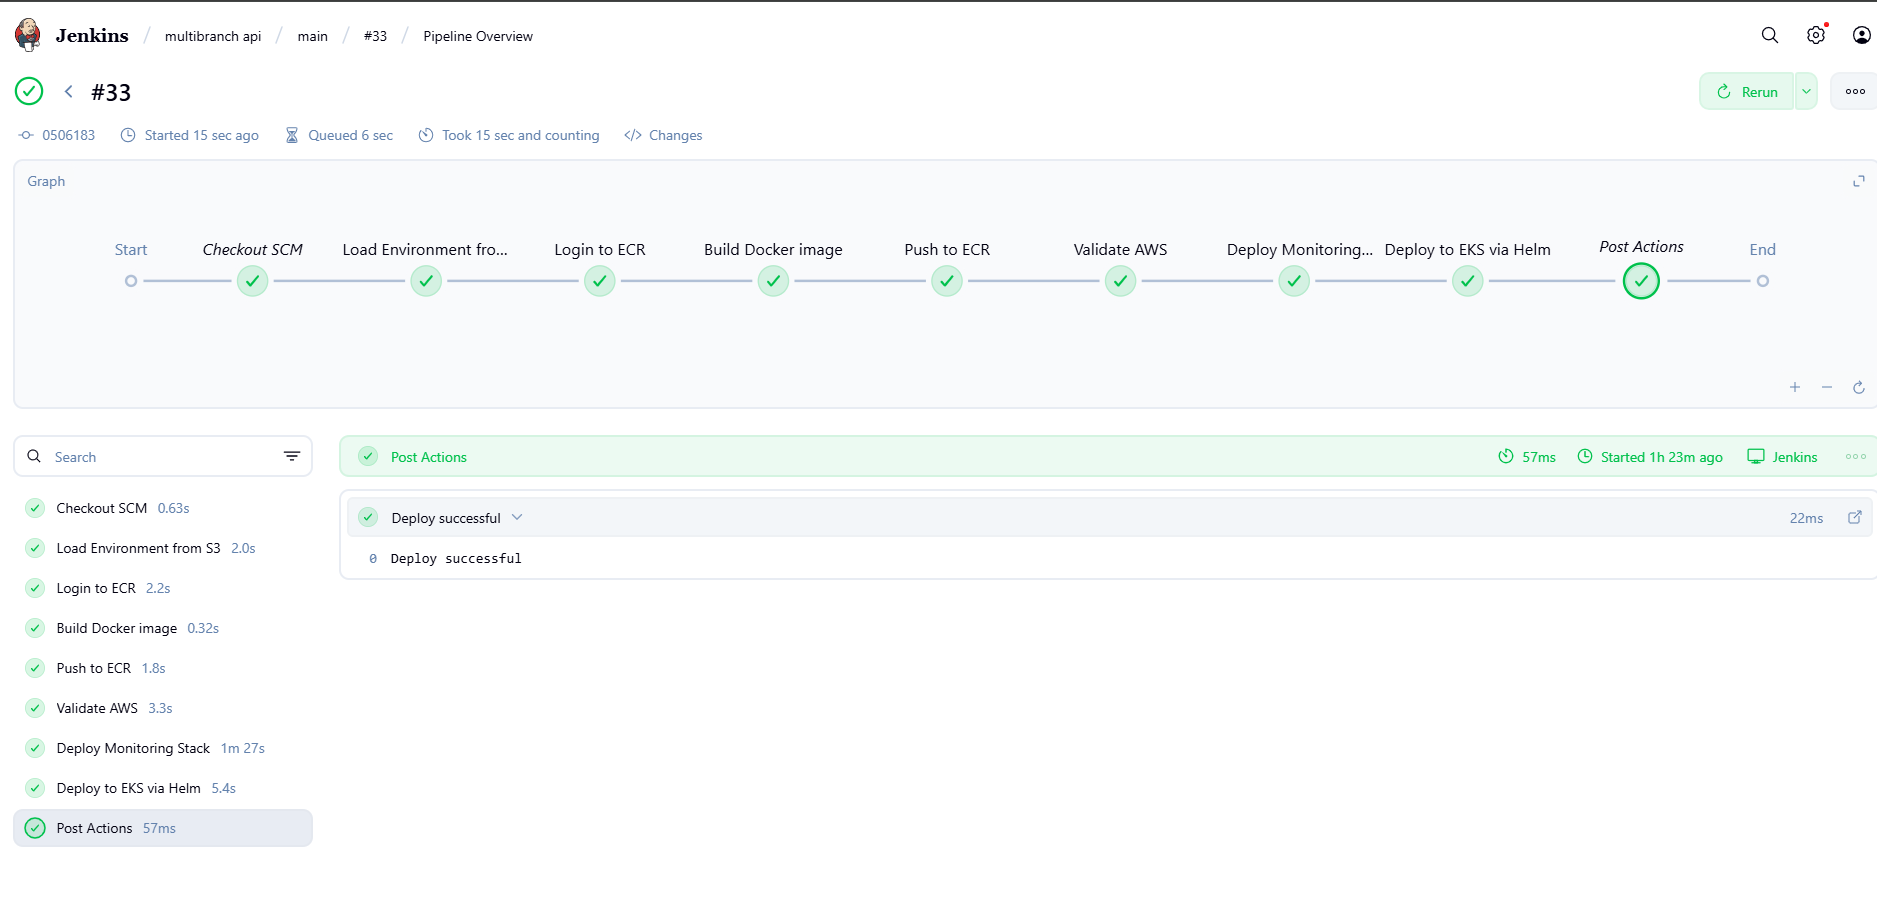 Jenkins / multibranch api / main / #33 / Pipeline Overview
#33
Rerun
0506183 Started 15 sec ago Queued 6 sec Took 15 sec and counting </> Changes
Graph
Start Checkout SCM Load Environment fro... Login to ECR Build Docker image Push to ECR Validate AWS Deploy Monitoring... Deploy to EKS via Helm Post Actions End
Search
Checkout SCM 0.63s
Load Environment from S3 2.0s
Login to ECR 2.2s
Build Docker image 0.32s
Push to ECR 1.8s
Validate AWS 3.3s
Deploy Monitoring Stack 1m 27s
Deploy to EKS via Helm 5.4s
Post Actions 57ms
Post Actions 57ms Started 1h 23m ago Jenkins
Deploy successful 22ms
0 Deploy successful